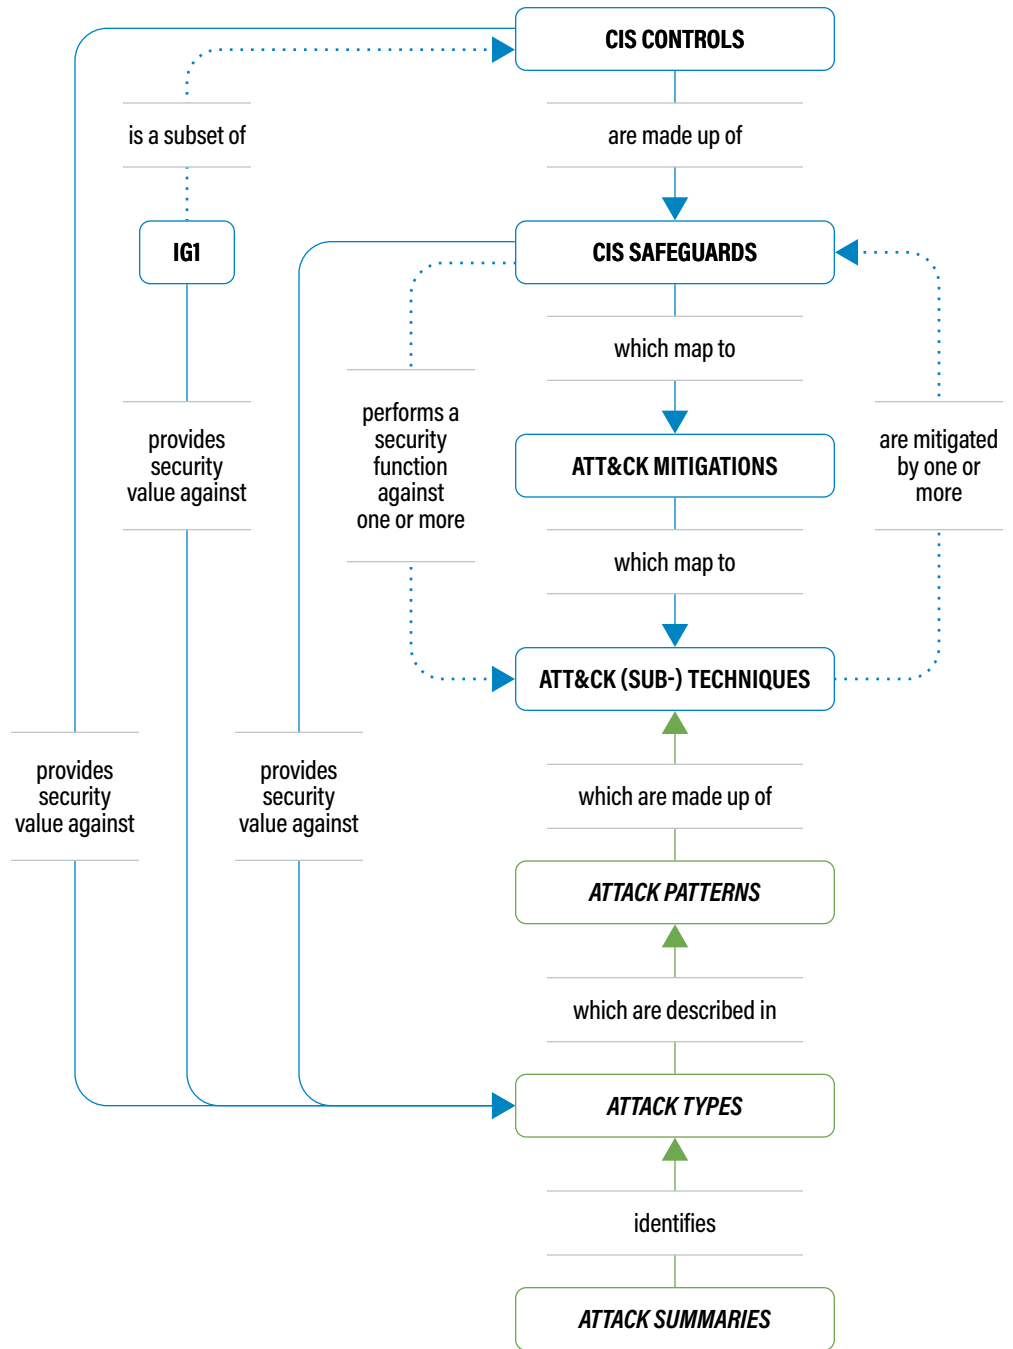 CIS CONTROLS
is a subset of
are made up of
IG1
CIS SAFEGUARDS
which map to
performs a
security
function
against
one or more
provides
security
value against
are mitigated
by one or
more
ATT&CK MITIGATIONS
which map to
ATT&CK (SUB-) TECHNIQUES
provides
security
value against
provides
security
value against
which are made up of
ATTACK PATTERNS
which are described in
ATTACK TYPES
identifies
ATTACK SUMMARIES